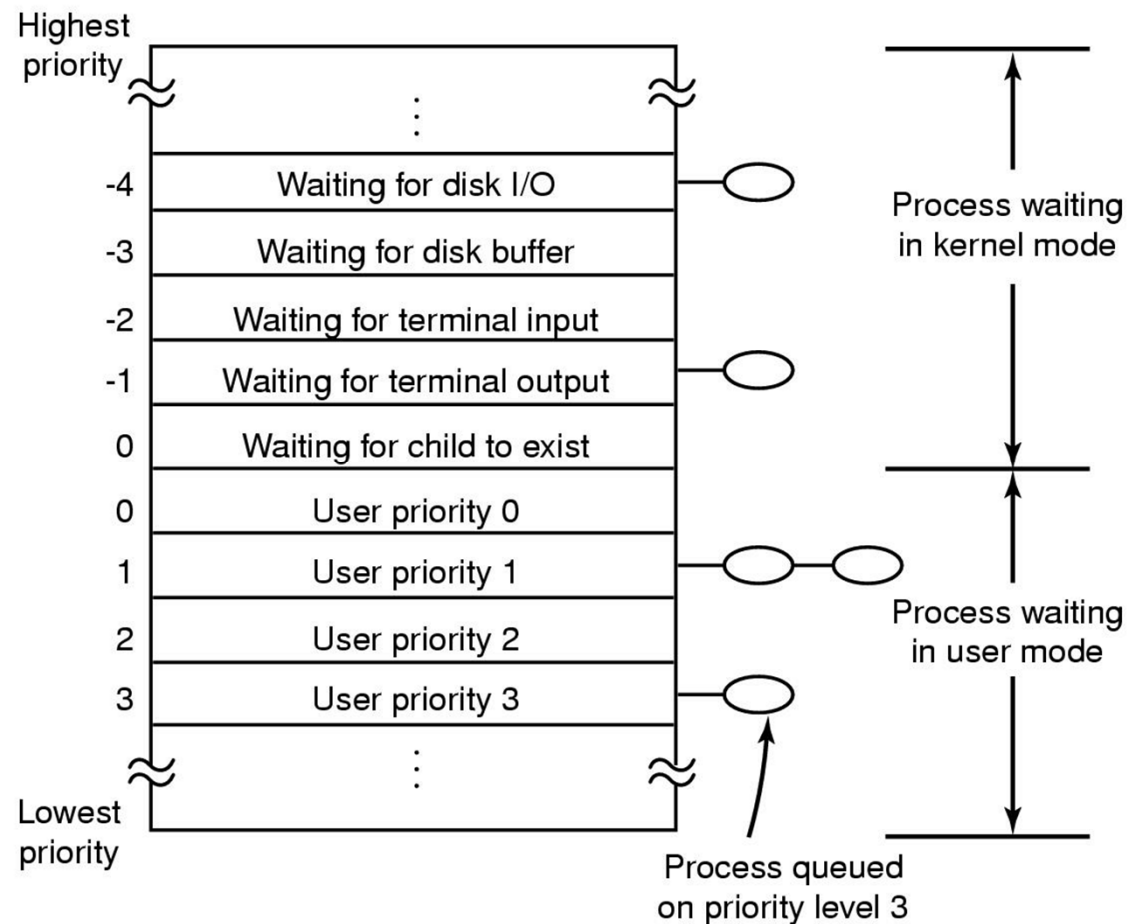 Highest
priority
-4 Waiting for disk I/O
-3 Waiting for disk buffer
-2 Waiting for terminal input
-1 Waiting for terminal output
0 Waiting for child to exist
0 User priority 0
1 User priority 1
2 User priority 2
3 User priority 3
Lowest
priority
Process waiting
in kernel mode
Process waiting
in user mode
Process queued
on priority level 3